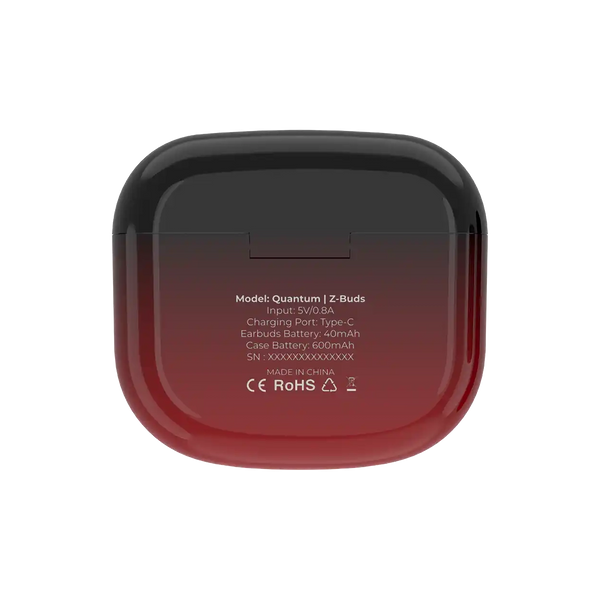 Model: Quantum | Z-Buds
Input: 5V/0.8A
Charging Port: Type-C
Earbuds Battery: 40mAh
Case Battery: 600mAh
SN : XXXXXXXXXXXXXX
MADE IN CHINA
CE RoHS